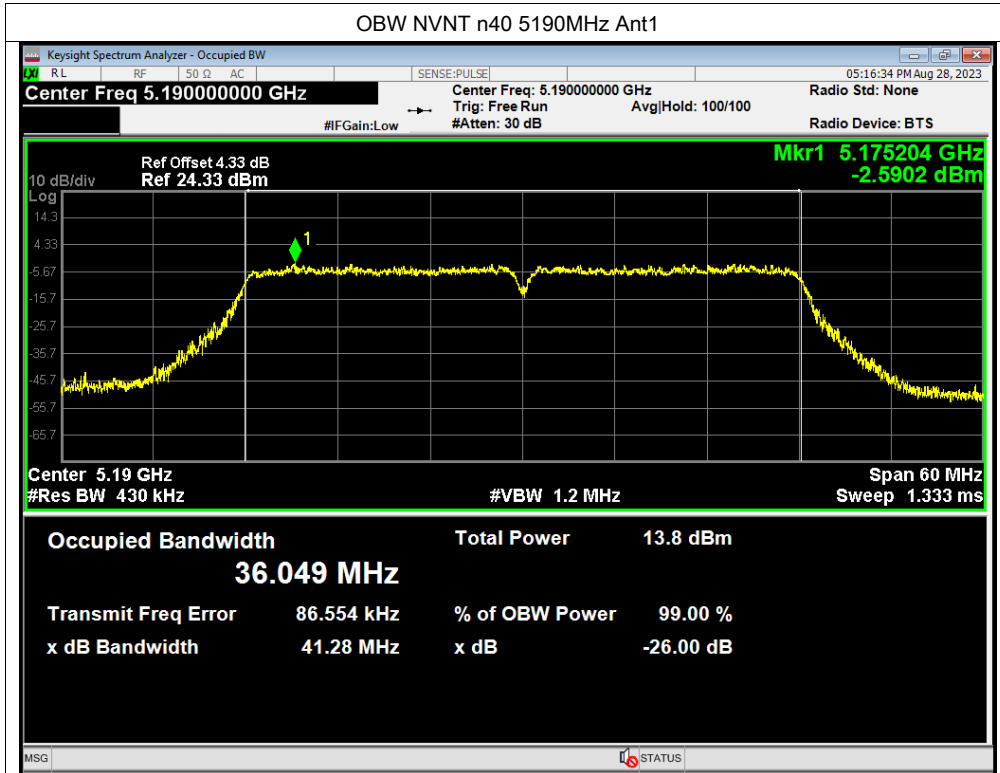 OBW NVNT n40 5190MHz Ant1
Keysight Spectrum Analyzer - Occupied BW
LXI RL RF 50 Ω AC SENSE:PULSE 05:16:34 PM Aug 28, 2023
Center Freq 5.190000000 GHz Center Freq: 5.190000000 GHz Radio Std: None
Trig: Free Run Avg|Hold: 100/100
#IFGain:Low #Atten: 30 dB Radio Device: BTS
Ref Offset 4.33 dB Mkr1 5.175204 GHz
10 dB/div Ref 24.33 dBm -2.5902 dBm
Log
14.3
4.33
1
-5.67
-15.7
-25.7
-35.7
-45.7
-55.7
-65.7
Center 5.19 GHz Span 60 MHz
#Res BW 430 kHz #VBW 1.2 MHz Sweep 1.333 ms
Occupied Bandwidth Total Power 13.8 dBm
36.049 MHz
Transmit Freq Error 86.554 kHz % of OBW Power 99.00 %
x dB Bandwidth 41.28 MHz x dB -26.00 dB
MSG STATUS